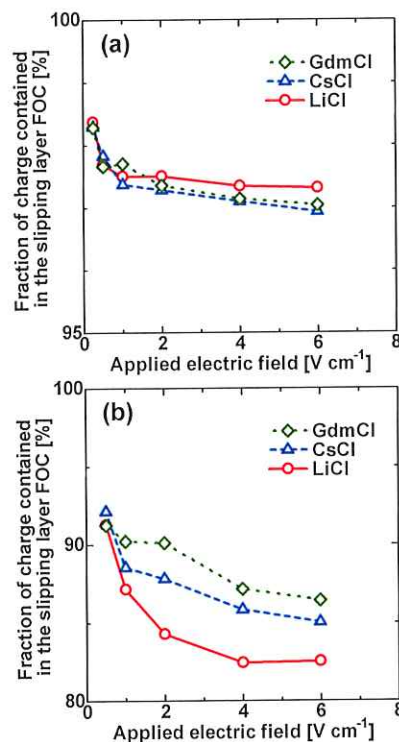 100
(a)
GdmCl
CsCl
LiCl
Fraction of charge contained
in the slipping layer FOC [%]
95
0 2 4 6 8
Applied electric field [V cm⁻¹]
100
(b)
GdmCl
CsCl
LiCl
Fraction of charge contained
in the slipping layer FOC [%]
90
80
0 2 4 6 8
Applied electric field [V cm⁻¹]